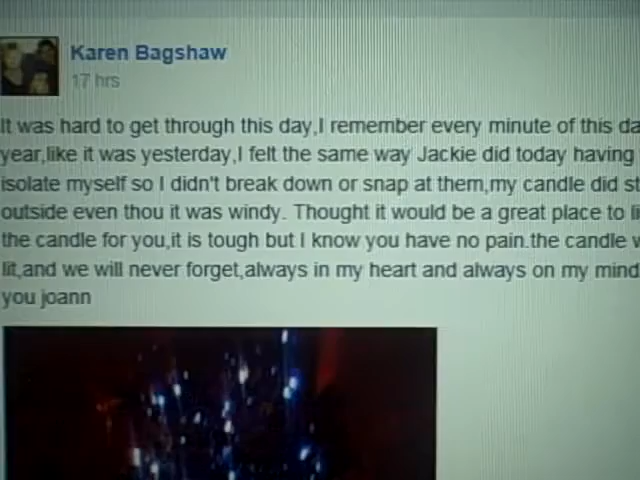 Karen Bagshaw
17 hrs
It was hard to get through this day,I remember every minute of this da
year,like it was yesterday,I felt the same way Jackie did today having
isolate myself so I didn't break down or snap at them,my candle did st
outside even thou it was windy. Thought it would be a great place to li
the candle for you,it is tough but I know you have no pain.the candle w
lit,and we will never forget,always in my heart and always on my mind
you joann